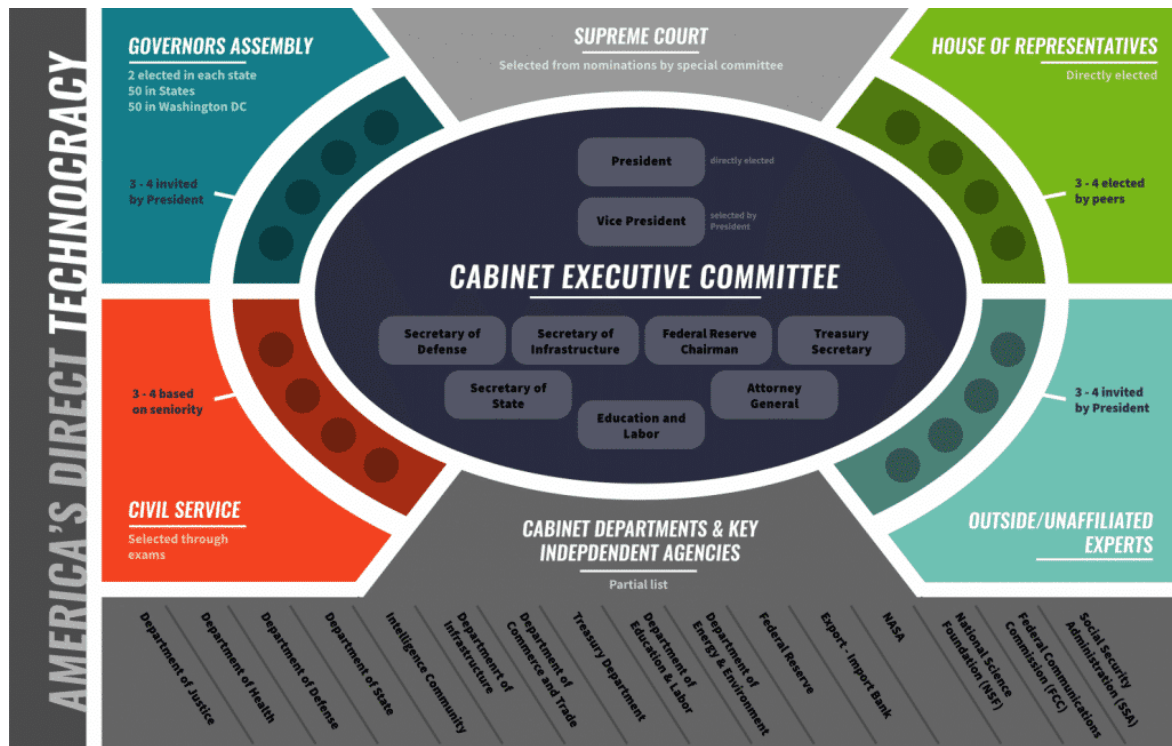 AMERICA'S DIRECT TECHNOCRACY
GOVERNORS ASSEMBLY
2 elected in each state
50 in States
50 in Washington DC
3 - 4 invited
by President
SUPREME COURT
Selected from nominations by special committee
HOUSE OF REPRESENTATIVES
Directly elected
3 - 4 elected
by peers
President
directly elected
Vice President
selected by
President
CABINET EXECUTIVE COMMITTEE
Secretary of
Defense
Secretary of
Infrastructure
Federal Reserve
Chairman
Treasury
Secretary
Secretary of
State
Attorney
General
Education and
Labor
3 - 4 based
on seniority
CIVIL SERVICE
Selected through
exams
3 - 4 invited
by President
OUTSIDE/UNAFFILIATED
EXPERTS
CABINET DEPARTMENTS & KEY
INDEPDENDENT AGENCIES
Partial list
Department of Justice
Department of Health
Department of Defense
Department of State
Intelligence Community
Departmenrt of
Infrastructure
Department of
Commerce and Trade
Treasury Department
Department of
Education & Labor
Department of
Energy & Environment
Federal Reserve
Export - Import Bank
NASA
National Science
Foundation (NSF)
Federal Communications
Commission (FCC)
Social Security
Administration (SSA)